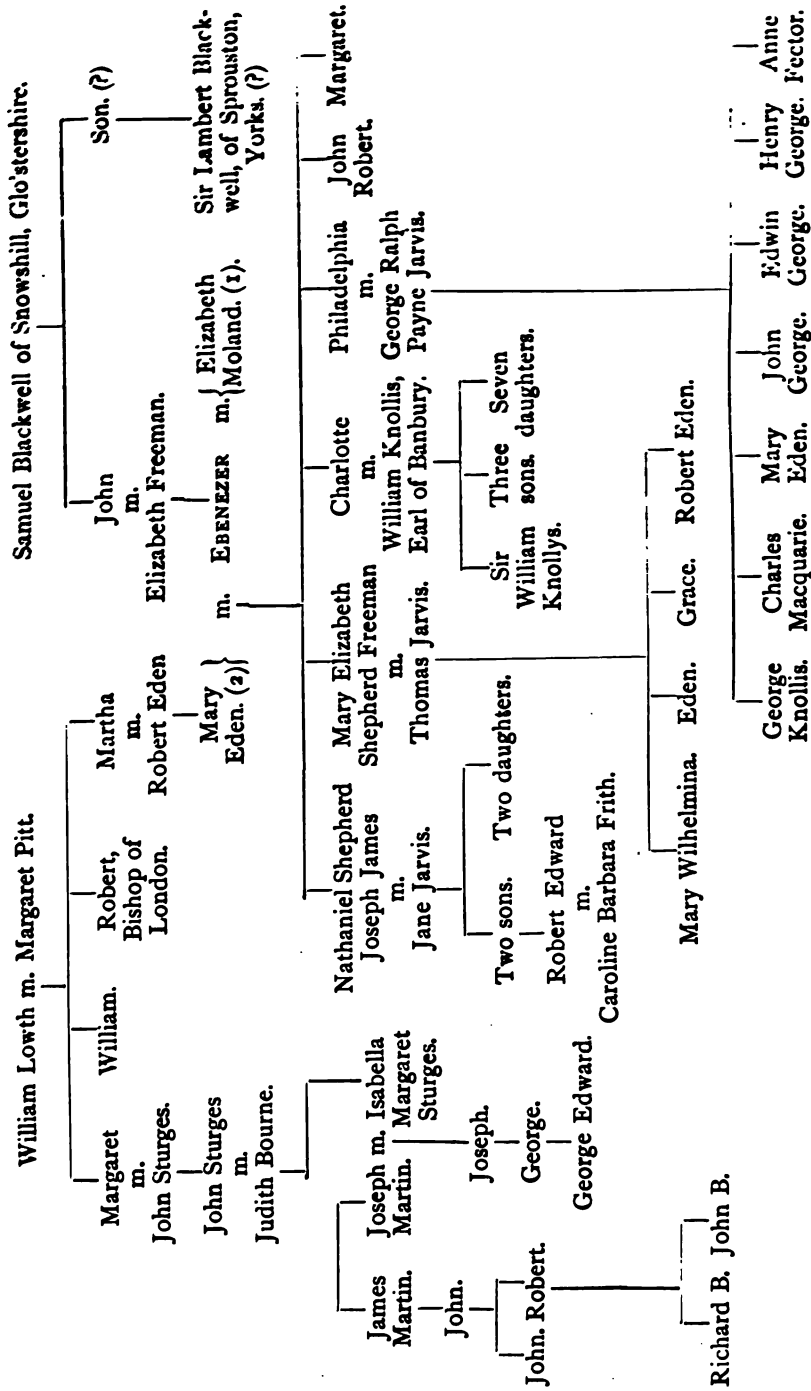 Samuel Blackwell of Snowshill, Glo'stershire.
William Lowth m. Margaret Pitt.
Margaret
m.
John Sturges.
William.
Robert,
Bishop of
London.
Martha
m.
Robert Eden
John
m.
Elizabeth Freeman.
Son. (?)
John Sturges
m.
Judith Bourne.
Mary
Eden. (2)}
m. EBENEZER m.{
Elizabeth
Moland. (1).
Sir Lambert Black-
well, of Sprouston,
Yorks. (?)
James
Martin.
Joseph m. Isabella
Martin. Margaret
Sturges.
Nathaniel Shepherd
Joseph James
m.
Jane Jarvis.
Mary Elizabeth
Shepherd Freeman
m.
Thomas Jarvis.
Charlotte
m.
William Knollis,
Earl of Banbury.
Philadelphia
m.
George Ralph
Payne Jarvis.
John
Robert.
Margaret.
John.
Joseph.
George.
George Edward.
John. Robert.
Richard B. John B.
Two sons. Two daughters.
Robert Edward
m.
Caroline Barbara Frith.
Sir
William
Knollys.
Three
sons.
Seven
daughters.
Mary Wilhelmina. Eden. Grace. Robert Eden.
George
Knollis.
Charles
Macquarie.
Mary
Eden.
John
George.
Edwin
George.
Henry
George.
Anne
Fector.